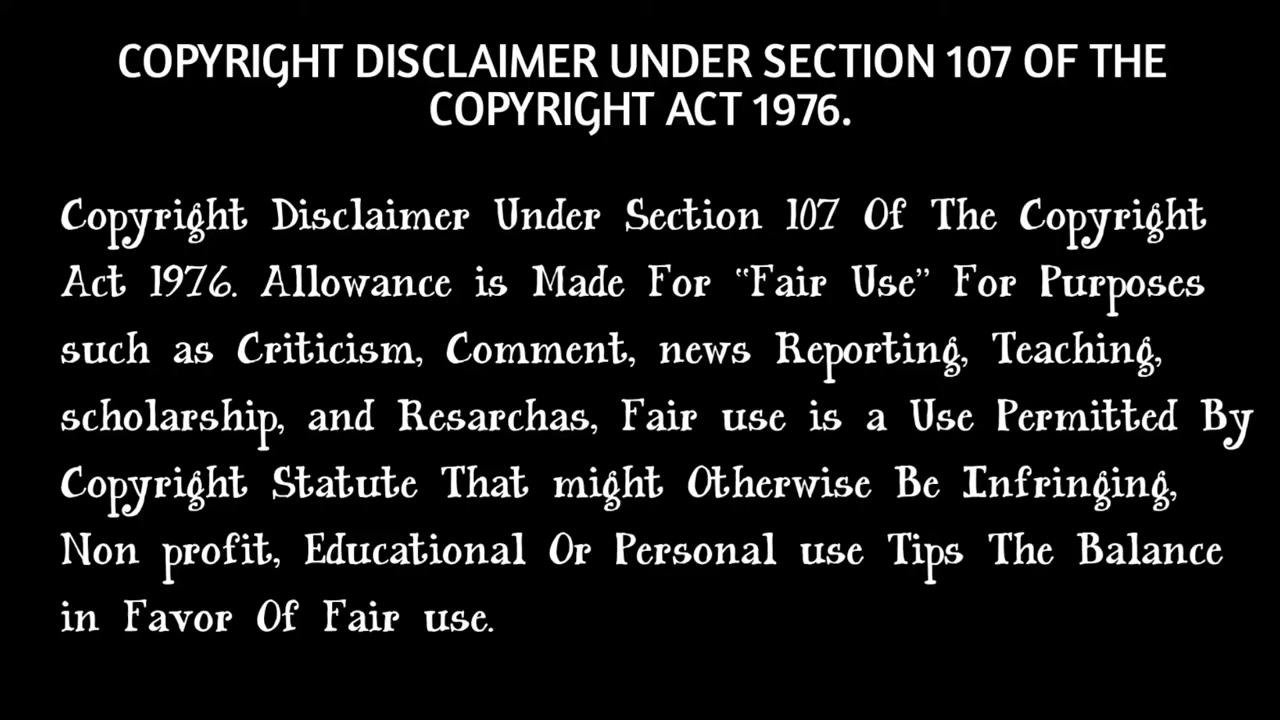 COPYRIGHT DISCLAIMER UNDER SECTION 107 OF THE
COPYRIGHT ACT 1976.
Copyright Disclaimer Under Section 107 Of The Copyright
Act 1976. Allowance is Made For “Fair Use” For Purposes
such as Criticism, Comment, news Reporting, Teaching,
scholarship, and Resarchas, Fair use is a Use Permitted By
Copyright Statute That might Otherwise Be Infringing,
Non profit, Educational Or Personal use Tips The Balance
in Favor Of Fair use.